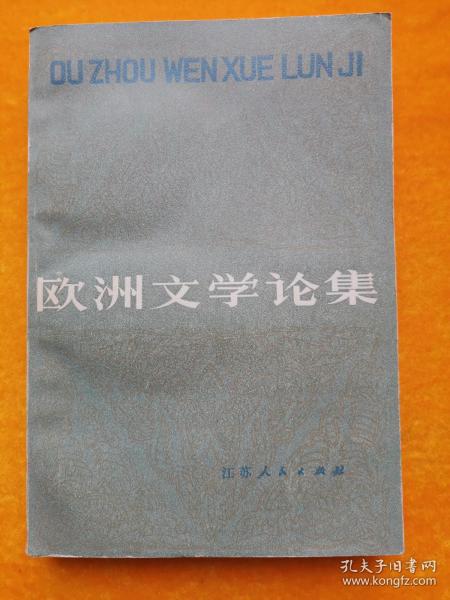 OU ZHOU WEN XUE LUN JI
欧洲文学论集
江苏人民出版社
孔夫子旧书网
www.kongfz.com